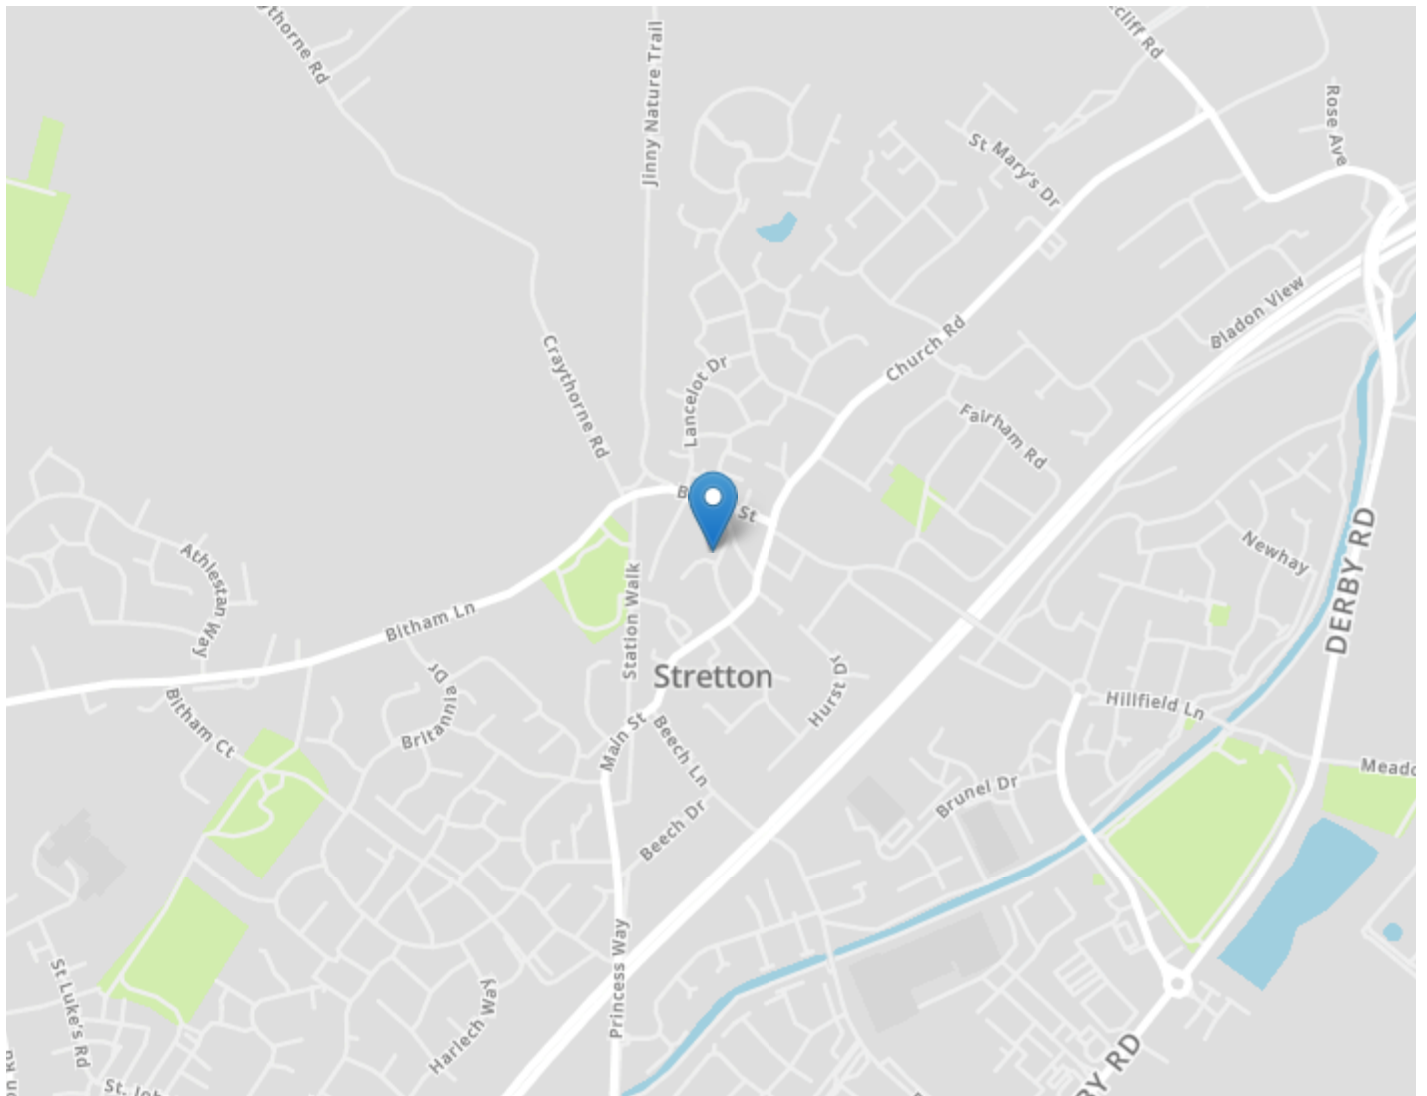 Jinny Nature Trail
Rose Ave
St Mary's Dr
Bladon View
Church Rd
Craythorne Rd
Lancelot Dr
Fairham Rd
St
Newhay
DERBY RD
Athlestan Way
Bitham Ln
Station Walk
Stretton
Hurst Dr
Hillfield Ln
Britannia Dr
Bitham Ct
Main St
Beech Ln
Brunel Dr
Beech Dr
Princess Way
St Luke's Rd
Harlech Way